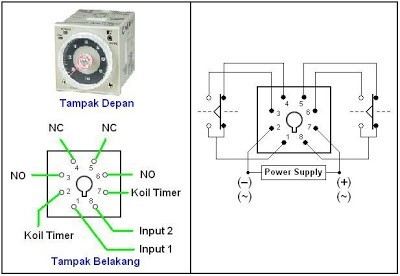 Tampak Depan
NC NC
4 5
NO 3 6 NO
2 7 Koil Timer
Koil Timer 1 8
Input 2
Input 1
Tampak Belakang
4 5
3 6
2 7
1 8
Power Supply
(−) (+)
(~) (~)